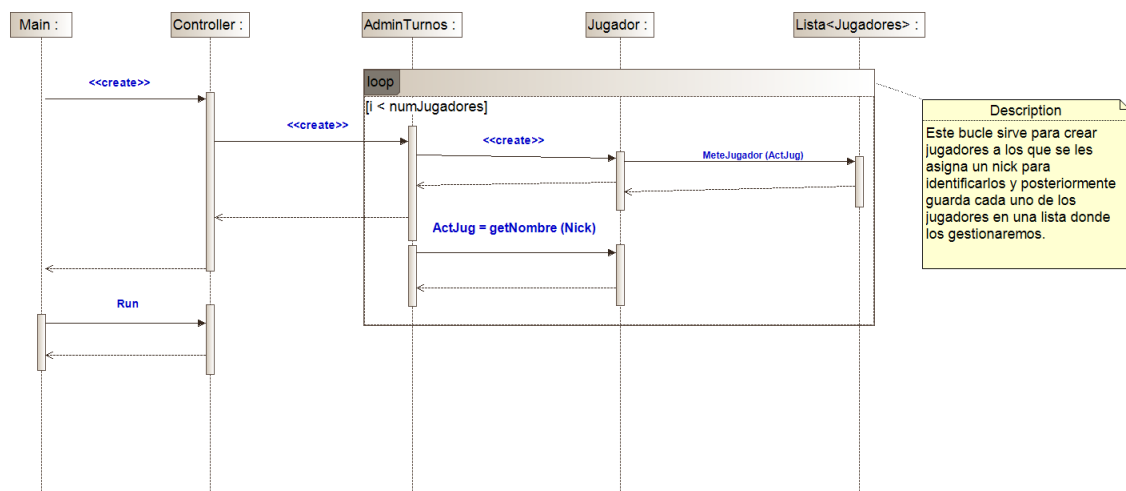 Main :
Controller :
AdminTurnos :
Jugador :
Lista<Jugadores> :
loop
[i < numJugadores]
<<create>>
<<create>>
<<create>>
MeteJugador (ActJug)
ActJug = getNombre (Nick)
Run
Description
Este bucle sirve para crear
jugadores a los que se les
asigna un nick para
identificarlos y posteriormente
guarda cada uno de los
jugadores en una lista donde
los gestionaremos.